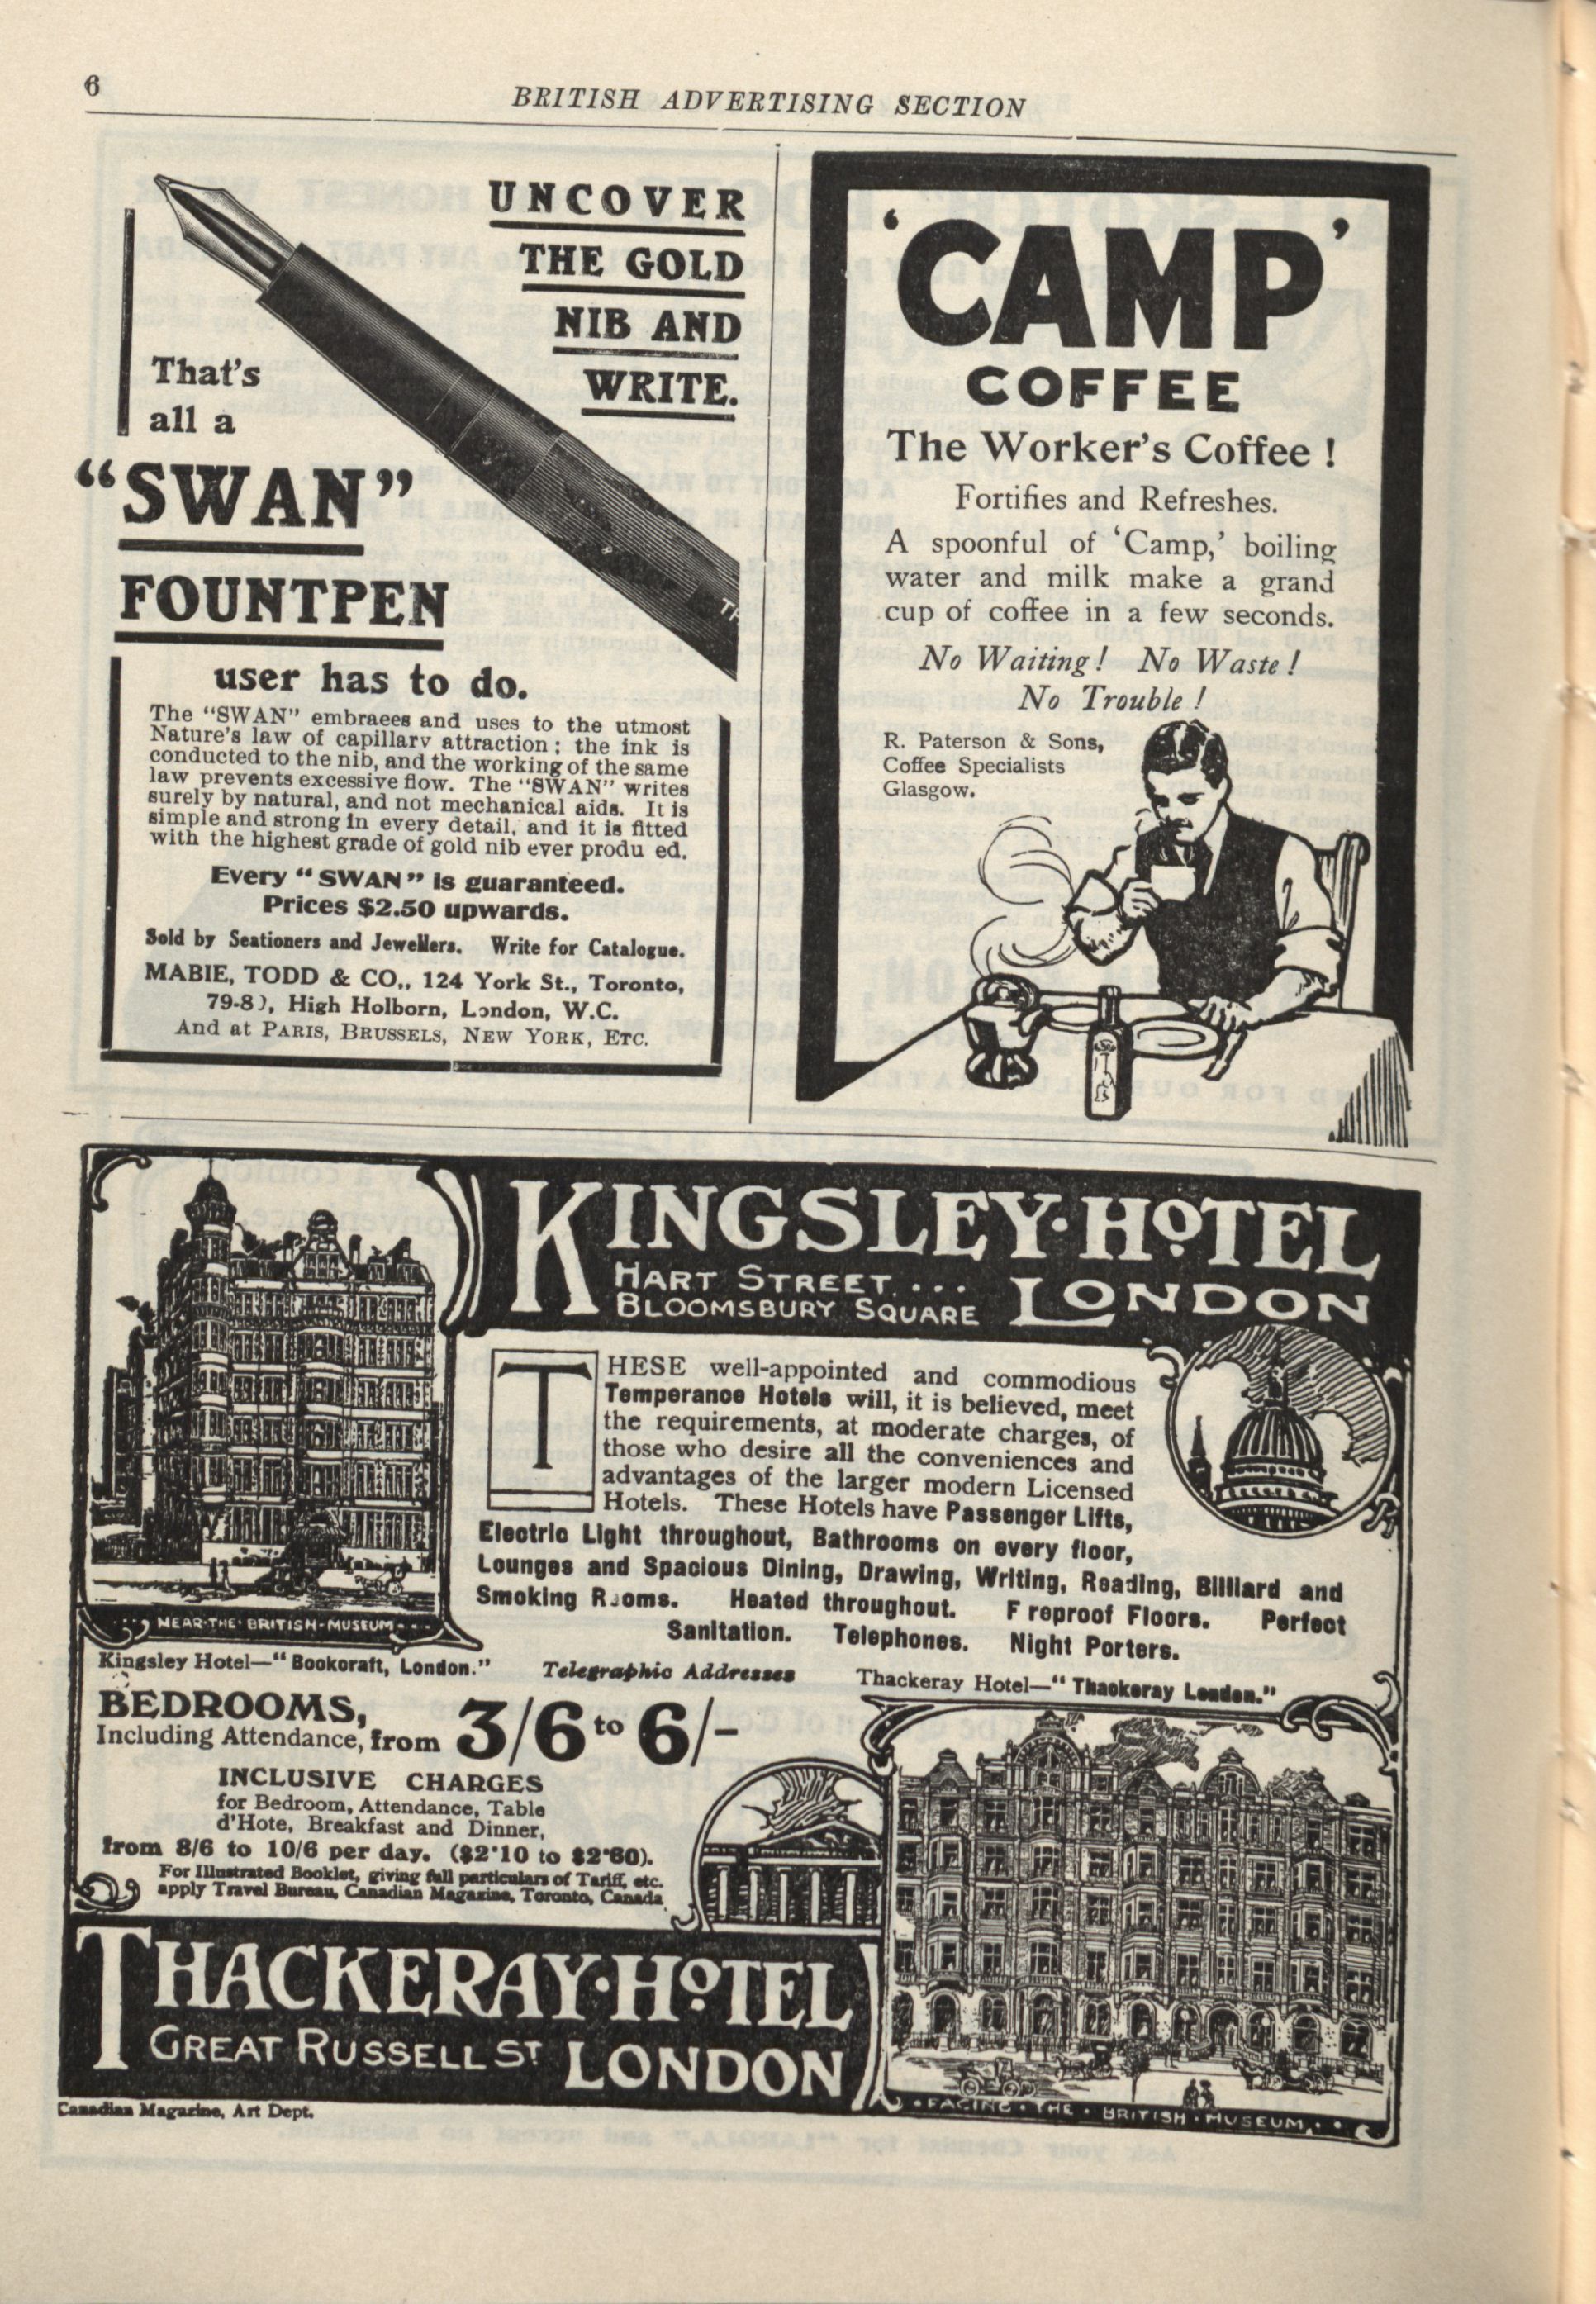 6
BRITISH ADVERTISING SECTION
UNCOVER
THE GOLD
NIB AND
WRITE.
That's
all a
"SWAN"
FOUNTPEN
user has to do.
The "SWAN" embraees and uses to the utmost
Nature's law of capillary attraction; the ink is
conducted to the nib, and the working of the same
law prevents excessive flow. The "SWAN" writes
surely by natural, and not mechanical aids. It is
simple and strong in every detail, and it is fitted
with the highest grade of gold nib ever produ ed.
Every "SWAN" is guaranteed.
Prices $2.50 upwards.
Sold by Seationers and Jewellers. Write for Catalogue.
MABIE, TODD & CO., 124 York St., Toronto,
79-80, High Holborn, London, W.C.
And at PARIS, BRUSSELS, NEW YORK, ETC.
'CAMP'
COFFEE
The Worker's Coffee!
Fortifies and Refreshes.
A spoonful of 'Camp,' boiling
water and milk make a grand
cup of coffee in a few seconds.
No Waiting! No Waste!
No Trouble!
R. Paterson & Sons,
Coffee Specialists
Glasgow.
KINGSLEY·HOTEL
HART STREET....
BLOOMSBURY SQUARE LONDON
THESE well-appointed and commodious
Temperance Hotels will, it is believed, meet
the requirements, at moderate charges, of
those who desire all the conveniences and
advantages of the larger modern Licensed
Hotels. These Hotels have Passenger Lifts,
Electric Light throughout, Bathrooms on every floor,
Lounges and Spacious Dining, Drawing, Writing, Reading, Billiard and
Smoking Rooms. Heated throughout. F reproof Floors. Perfect
Sanitation. Telephones. Night Porters.
NEAR·THE·BRITISH·MUSEUM
Kingsley Hotel—"Bookcraft, London." Telegraphic Addresses Thackeray Hotel—"Thackeray London."
BEDROOMS,
Including Attendance, from 3/6 to 6/-
INCLUSIVE CHARGES
for Bedroom, Attendance, Table
d'Hote, Breakfast and Dinner,
from 8/6 to 10/6 per day. ($2·10 to $2·60).
For Illustrated Booklet, giving full particulars of Tariff, etc.
apply Travel Bureau, Canadian Magazine, Toronto, Canada
THACKERAY·HOTEL
GREAT RUSSELL ST LONDON
·FACING·THE·BRITISH·MUSEUM··
Canadian Magazine, Art Dept.